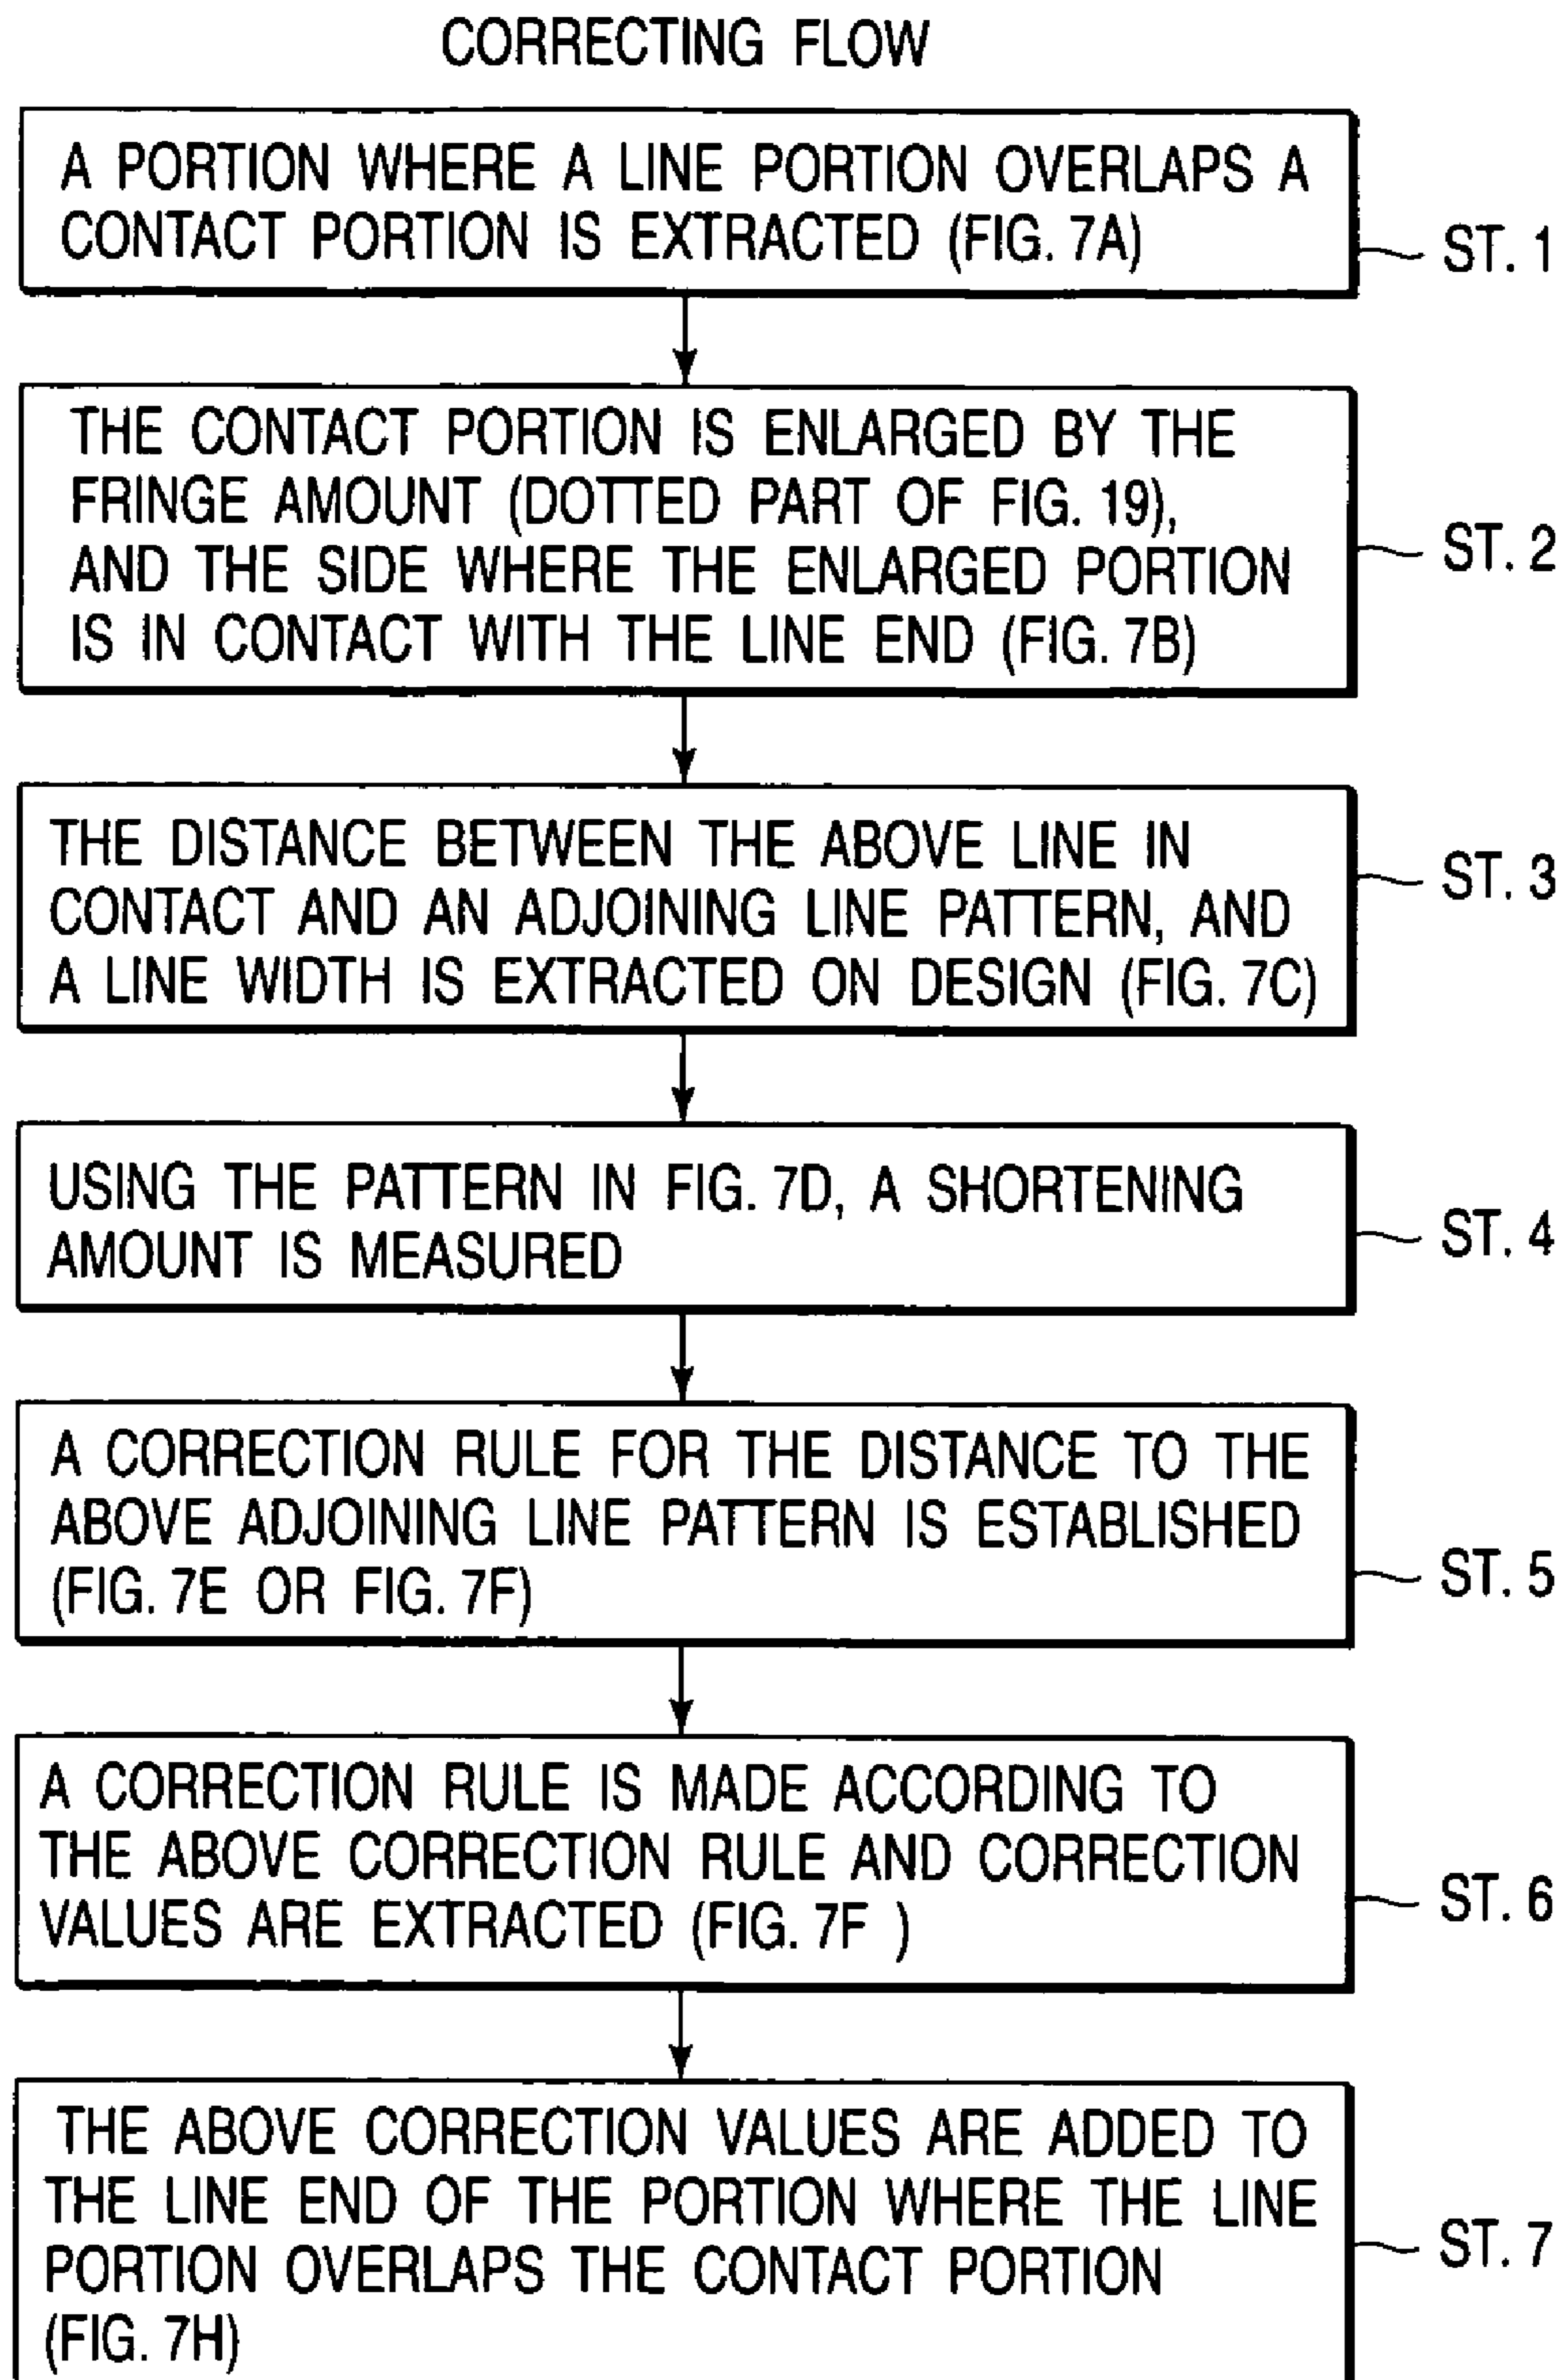 CORRECTING FLOW
A PORTION WHERE A LINE PORTION OVERLAPS A
CONTACT PORTION IS EXTRACTED (FIG. 7A)
ST. 1
THE CONTACT PORTION IS ENLARGED BY THE
FRINGE AMOUNT (DOTTED PART OF FIG. 19),
AND THE SIDE WHERE THE ENLARGED PORTION
IS IN CONTACT WITH THE LINE END (FIG. 7B)
ST. 2
THE DISTANCE BETWEEN THE ABOVE LINE IN
CONTACT AND AN ADJOINING LINE PATTERN, AND
A LINE WIDTH IS EXTRACTED ON DESIGN (FIG. 7C)
ST. 3
USING THE PATTERN IN FIG. 7D, A SHORTENING
AMOUNT IS MEASURED
ST. 4
A CORRECTION RULE FOR THE DISTANCE TO THE
ABOVE ADJOINING LINE PATTERN IS ESTABLISHED
(FIG. 7E OR FIG. 7F)
ST. 5
A CORRECTION RULE IS MADE ACCORDING TO
THE ABOVE CORRECTION RULE AND CORRECTION
VALUES ARE EXTRACTED (FIG. 7F )
ST. 6
THE ABOVE CORRECTION VALUES ARE ADDED TO
THE LINE END OF THE PORTION WHERE THE LINE
PORTION OVERLAPS THE CONTACT PORTION
(FIG. 7H)
ST. 7